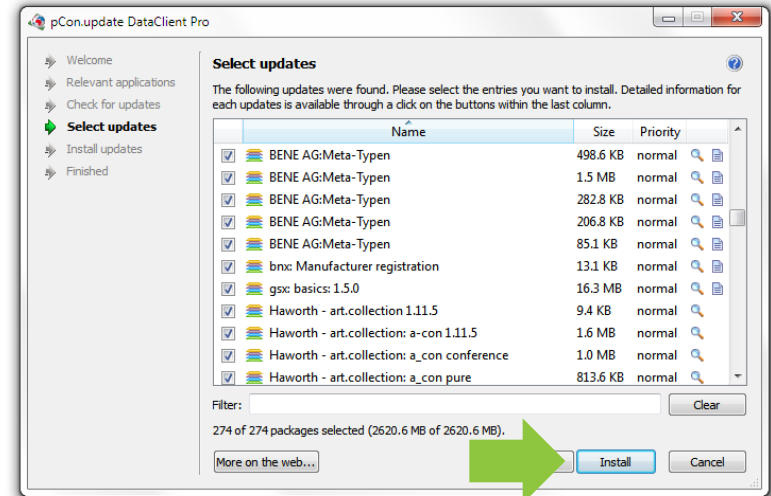 pCon.update DataClient Pro
Welcome
Relevant applications
Check for updates
Select updates
Install updates
Finished
Select updates
The following updates were found. Please select the entries you want to install. Detailed information for
each updates is available through a click on the buttons within the last column.
Name Size Priority
BENE AG:Meta-Typen 498.6 KB normal
BENE AG:Meta-Typen 1.5 MB normal
BENE AG:Meta-Typen 282.8 KB normal
BENE AG:Meta-Typen 206.8 KB normal
BENE AG:Meta-Typen 85.1 KB normal
bnx: Manufacturer registration 13.1 KB normal
gsx: basics: 1.5.0 16.3 MB normal
Haworth - art.collection 1.11.5 9.4 KB normal
Haworth - art.collection: a-con 1.11.5 1.6 MB normal
Haworth - art.collection: a_con conference 1.0 MB normal
Haworth - art.collection: a_con pure 813.6 KB normal
Filter: Clear
274 of 274 packages selected (2620.6 MB of 2620.6 MB).
More on the web... Install Cancel